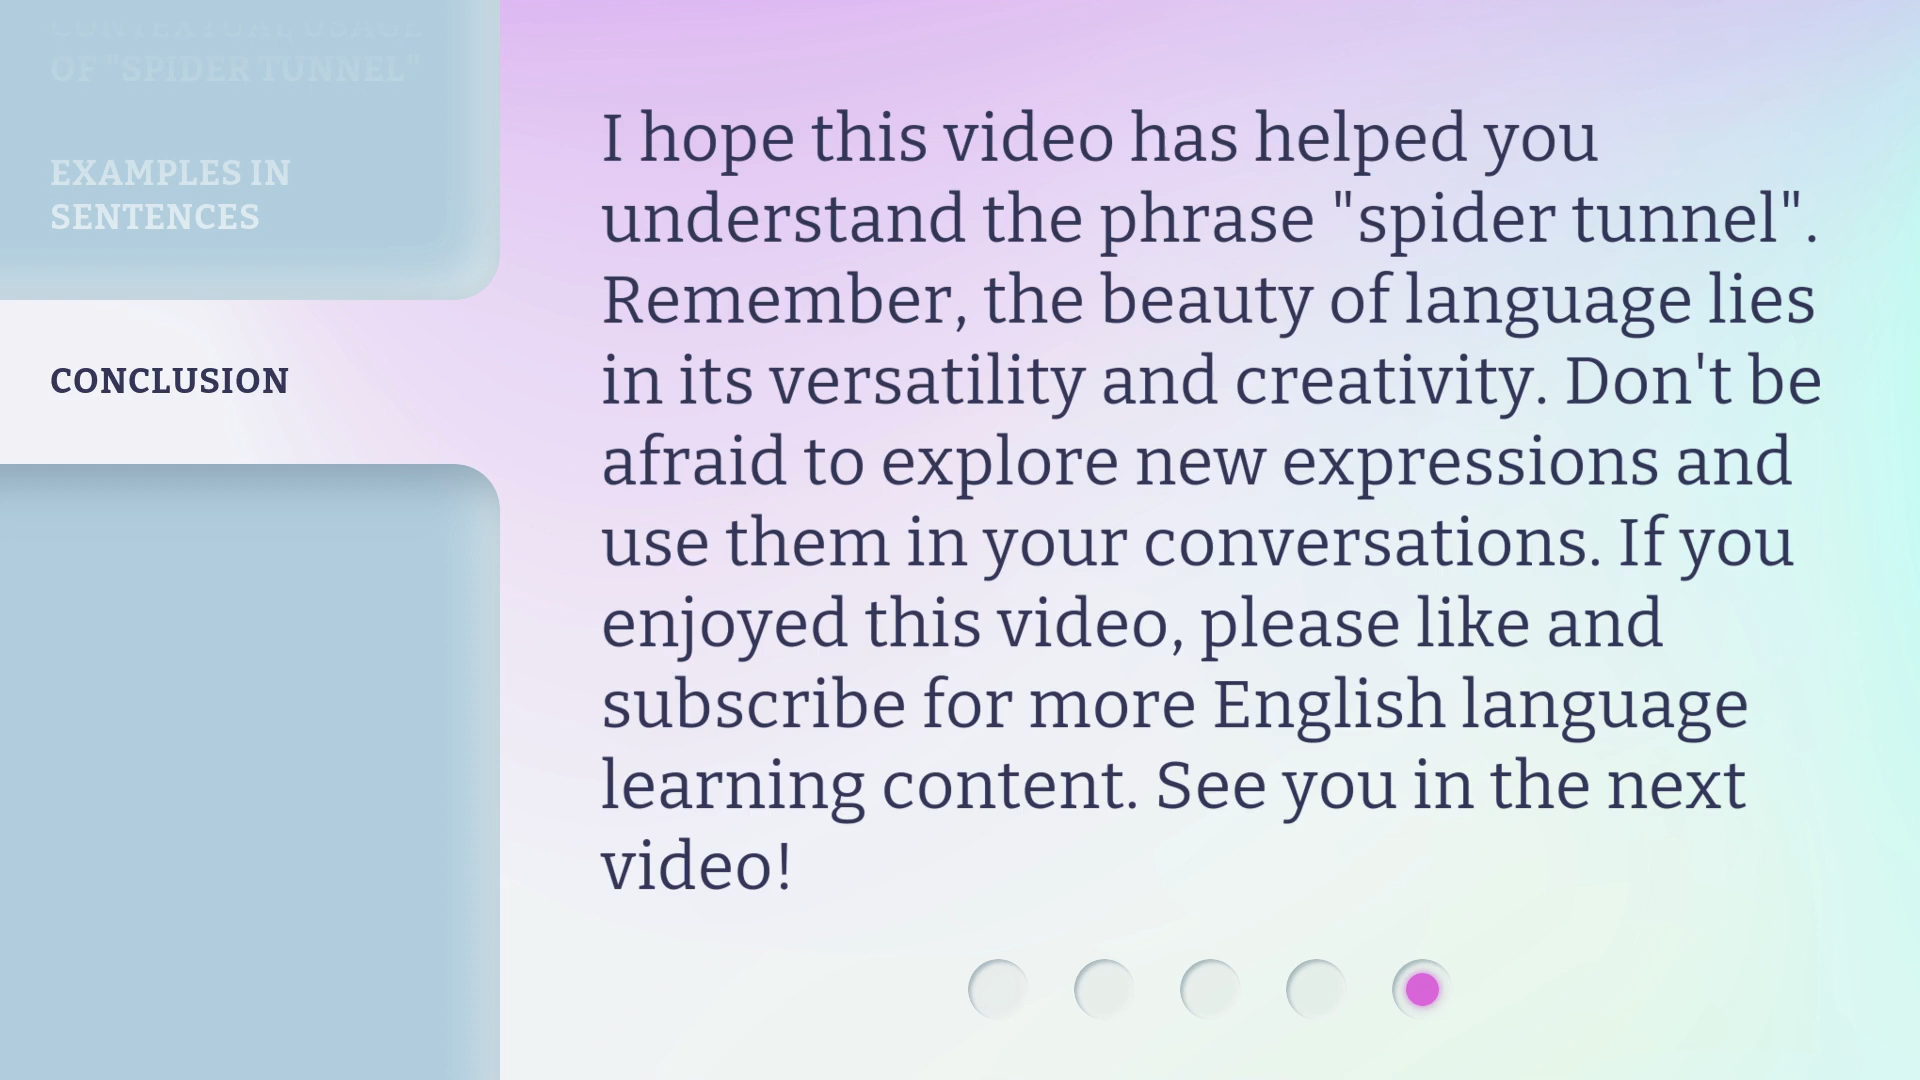 CONTEXTUAL USAGE
OF "SPIDER TUNNEL"
EXAMPLES IN
SENTENCES
CONCLUSION
I hope this video has helped you
understand the phrase "spider tunnel".
Remember, the beauty of language lies
in its versatility and creativity. Don't be
afraid to explore new expressions and
use them in your conversations. If you
enjoyed this video, please like and
subscribe for more English language
learning content. See you in the next
video!